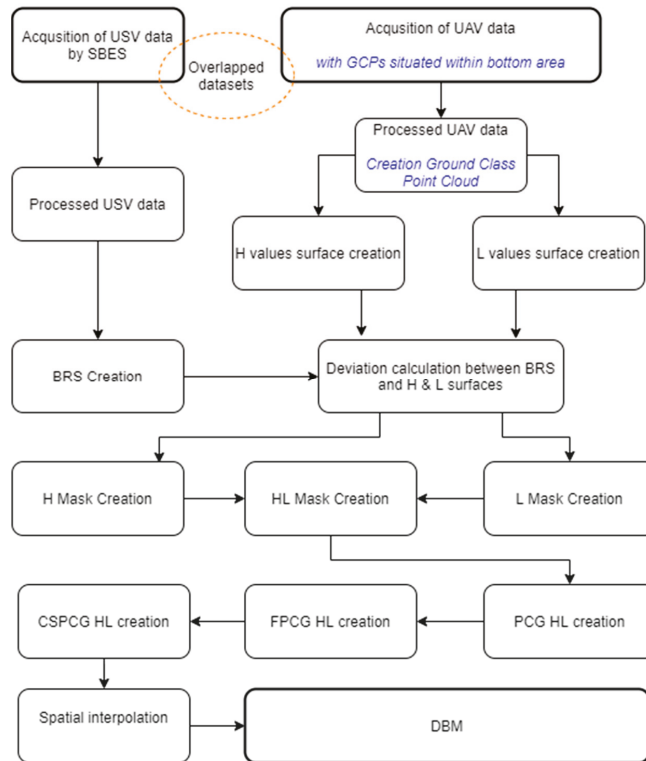 Acqusition of USV data
by SBES
Overlapped
datasets
Acqusition of UAV data
with GCPs situated within bottom area
Processed UAV data
Creation Ground Class
Point Cloud
Processed USV data
H values surface creation
L values surface creation
BRS Creation
Deviation calculation between BRS
and H & L surfaces
H Mask Creation
HL Mask Creation
L Mask Creation
CSPCG HL creation
FPCG HL creation
PCG HL creation
Spatial interpolation
DBM